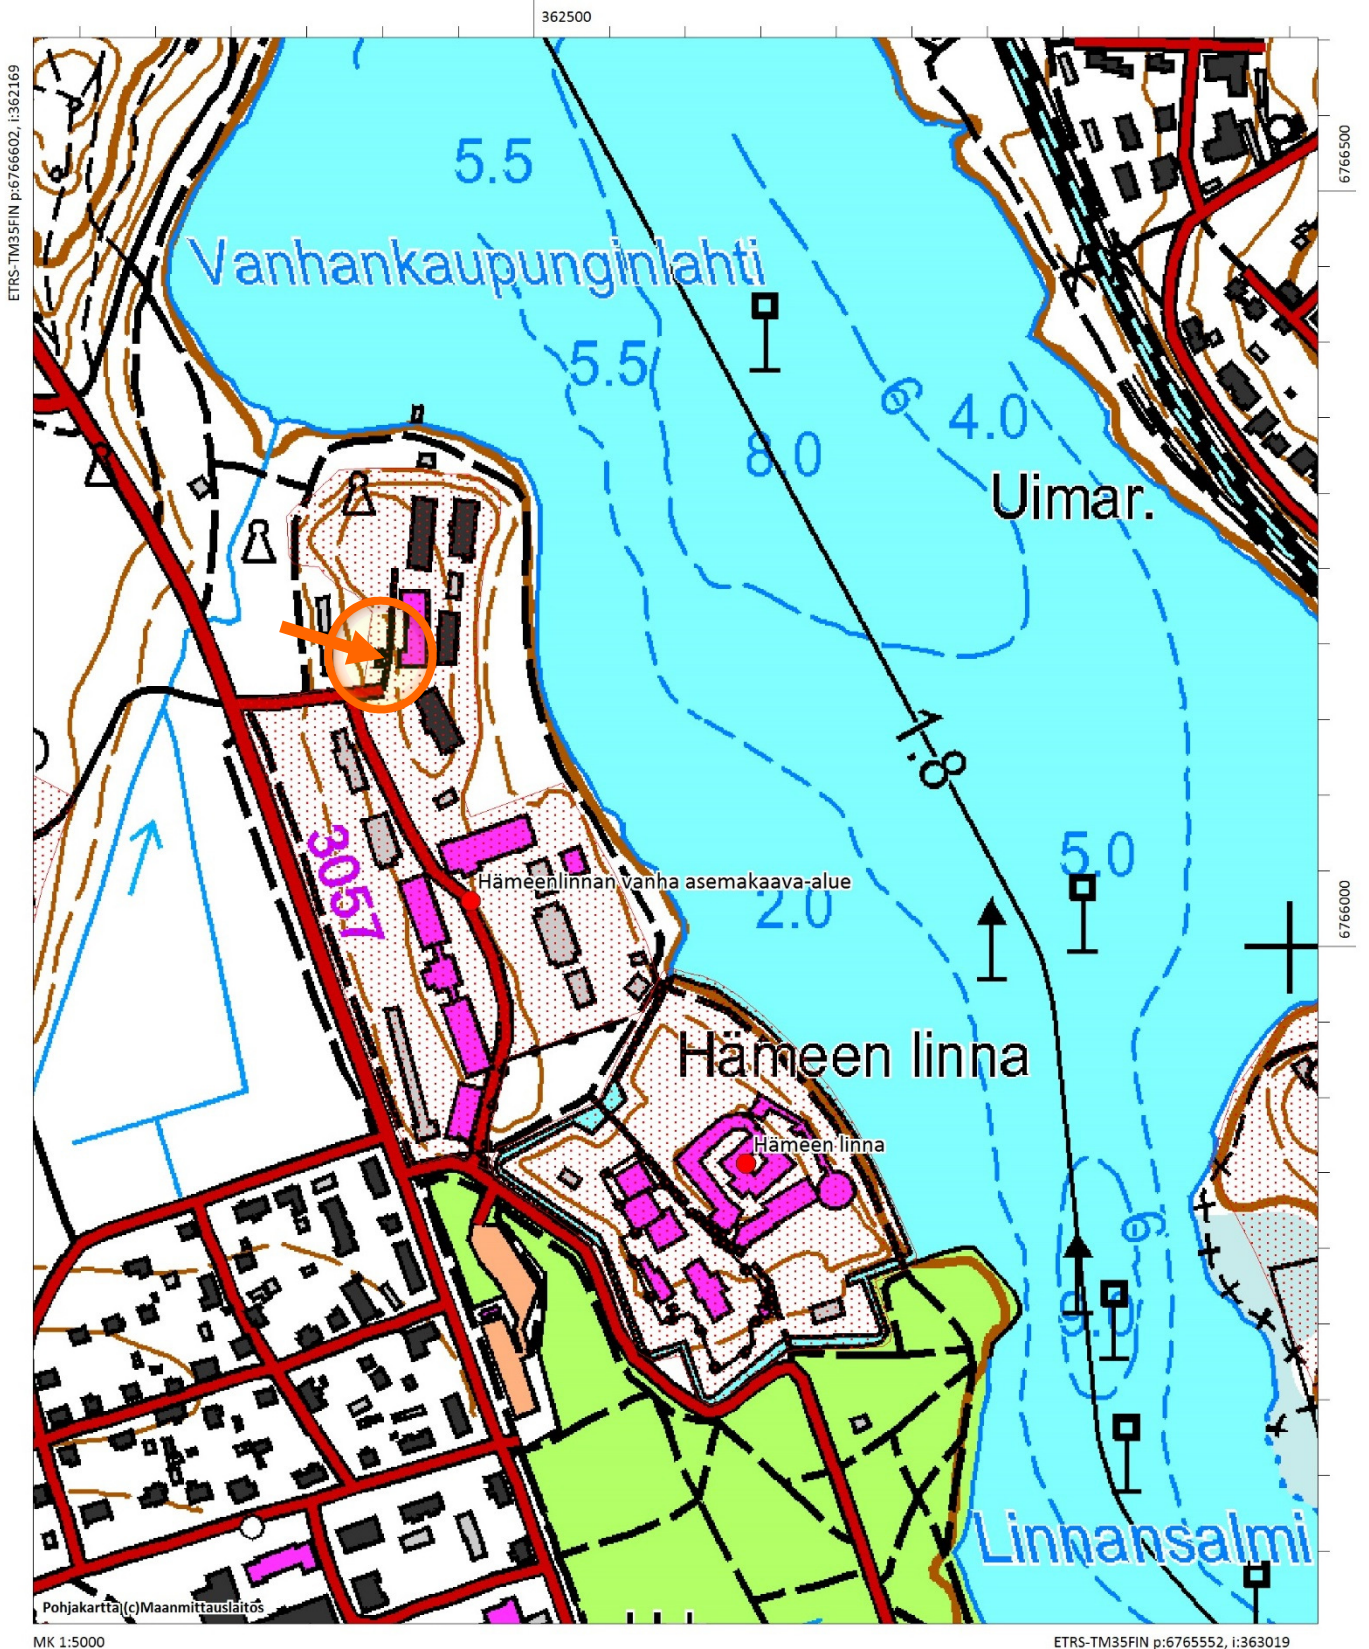 362500
ETRS-TM35FIN p:6766602, i:362169
6766500
5.5
Vanhankaupunginlahti
5.5
6
4.0
8.0
Uimar.
1.8
3057
5.0
Hämeenlinnan vanha asemakaava-alue
2.0
6766000
Hämeen linna
Hämeen linna
6
9.0
Linnansalmi
Pohjakartta (c)Maanmittauslaitos
MK 1:5000
ETRS-TM35FIN p:6765552, i:363019